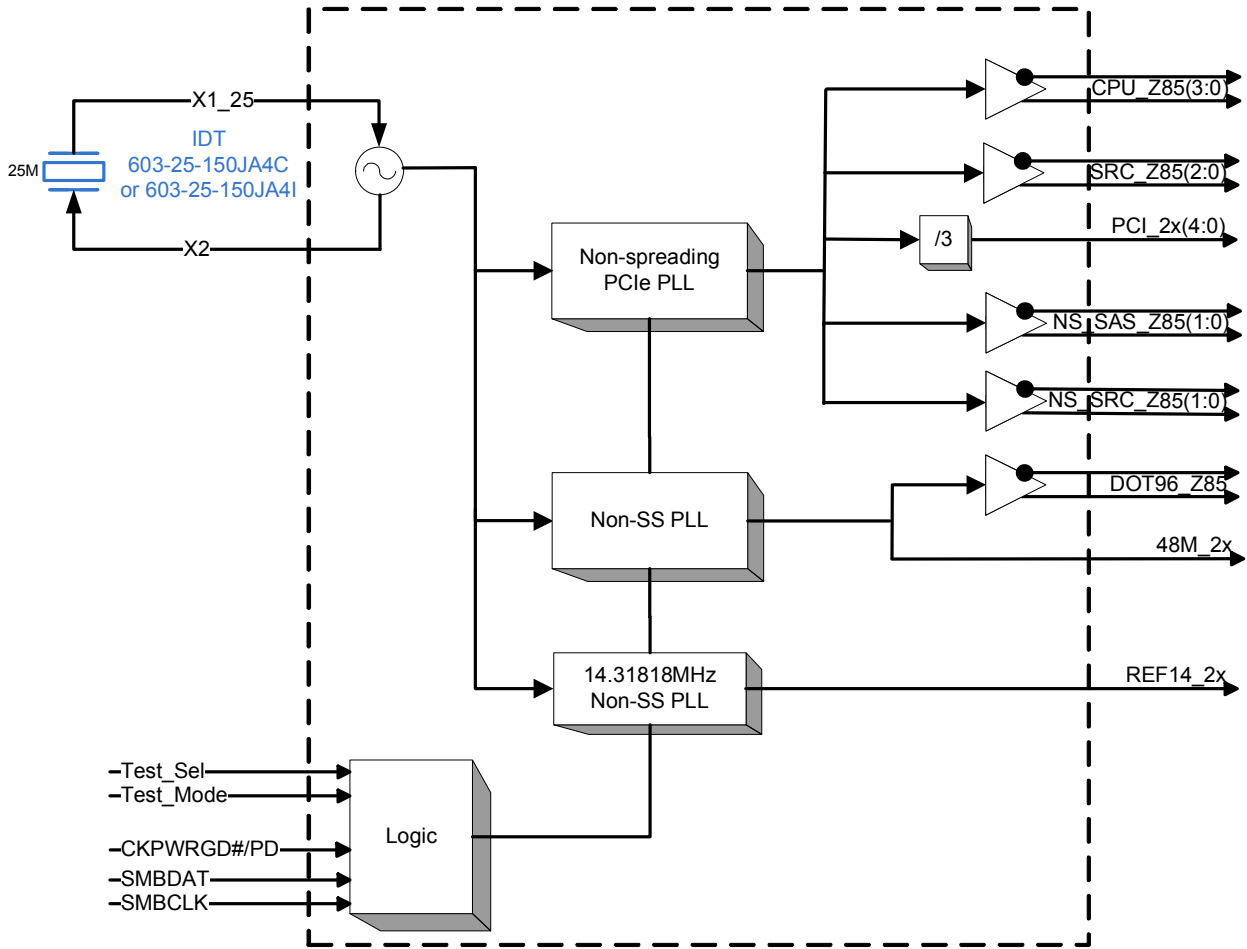 X1_25
IDT
603-25-150JA4C
or 603-25-150JA4I
25M
X2
Non-spreading
PCIe PLL
/3
CPU_Z85(3:0)
SRC_Z85(2:0)
PCI_2x(4:0)
NS_SAS_Z85(1:0)
NS_SRC_Z85(1:0)
Non-SS PLL
DOT96_Z85
48M_2x
14.31818MHz
Non-SS PLL
REF14_2x
Test_Sel
Test_Mode
CKPWRGD#/PD
SMBDAT
SMBCLK
Logic